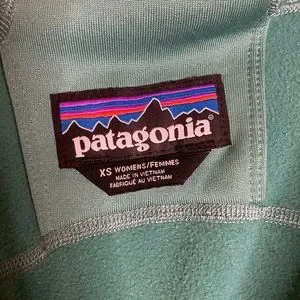 patagonia®
XS WOMENS/FEMMES
MADE IN VIETNAM
FABRIQUÉ AU VIETNAM